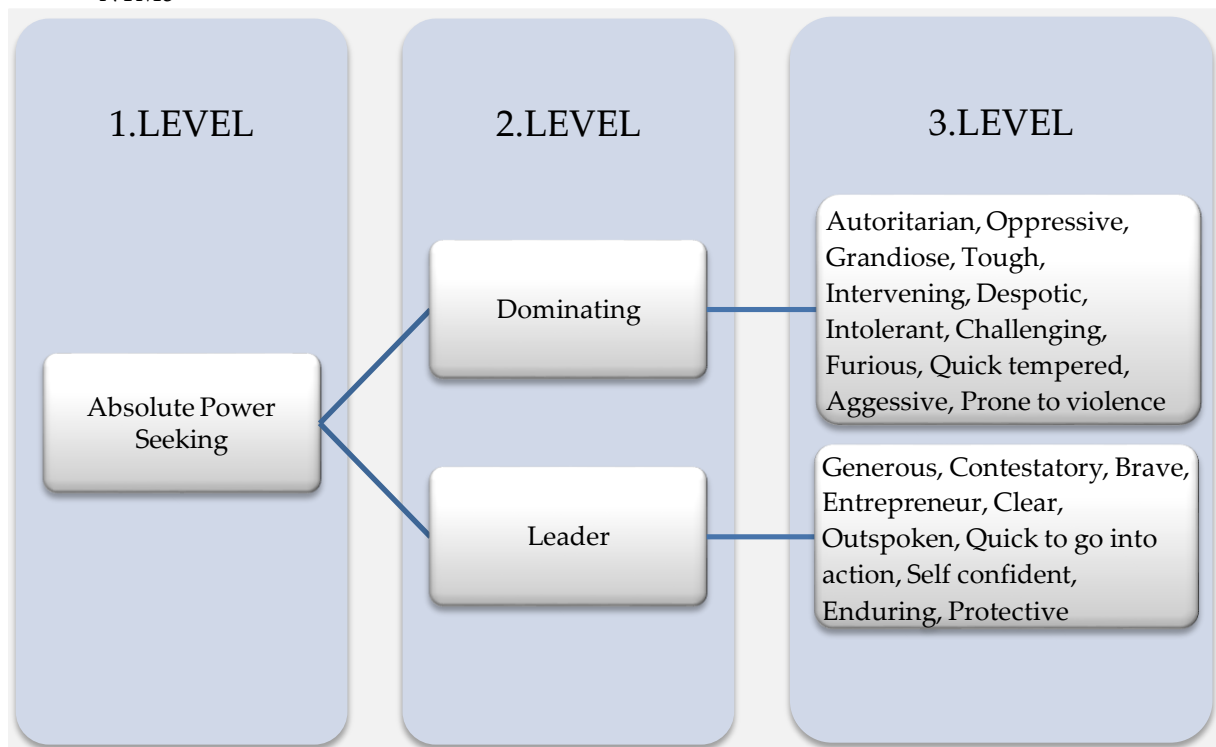 1.LEVEL
2.LEVEL
3.LEVEL
Absolute Power
Seeking
Dominating
Leader
Autoritarian, Oppressive,
Grandiose, Tough,
Intervening, Despotic,
Intolerant, Challenging,
Furious, Quick tempered,
Aggessive, Prone to violence
Generous, Contestatory, Brave,
Entrepreneur, Clear,
Outspoken, Quick to go into
action, Self confident,
Enduring, Protective